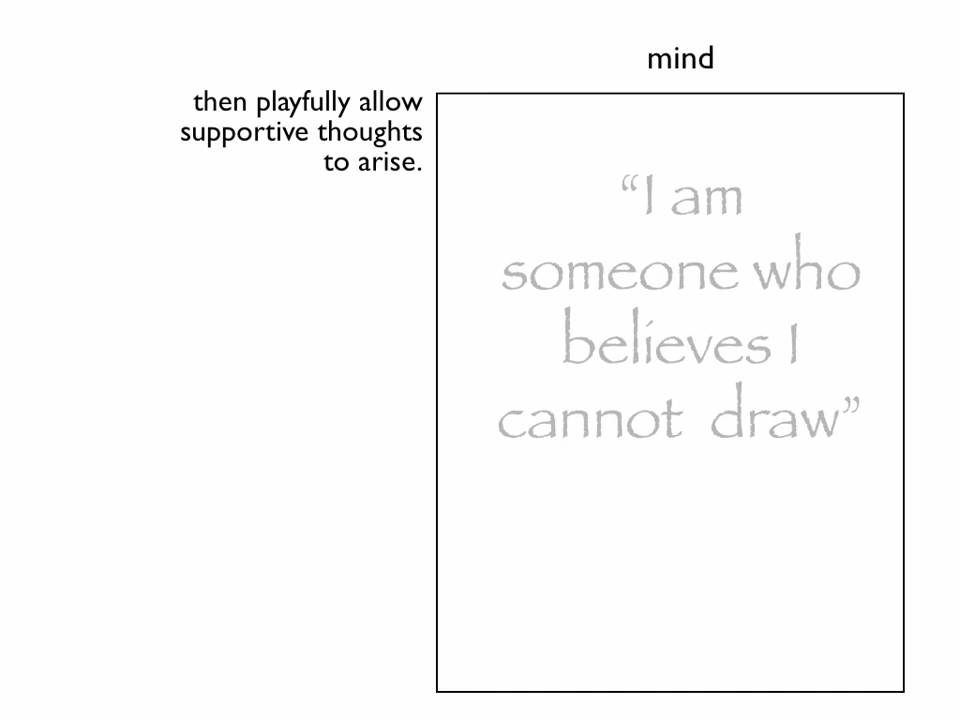 mind
then playfully allow
supportive thoughts
to arise.
“I am
someone who
believes I
cannot draw”